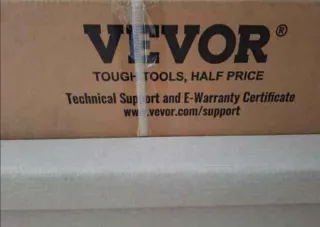 VEVOR®
TOUGH TOOLS, HALF PRICE
Technical Support and E-Warranty Certificate
www.vevor.com/support